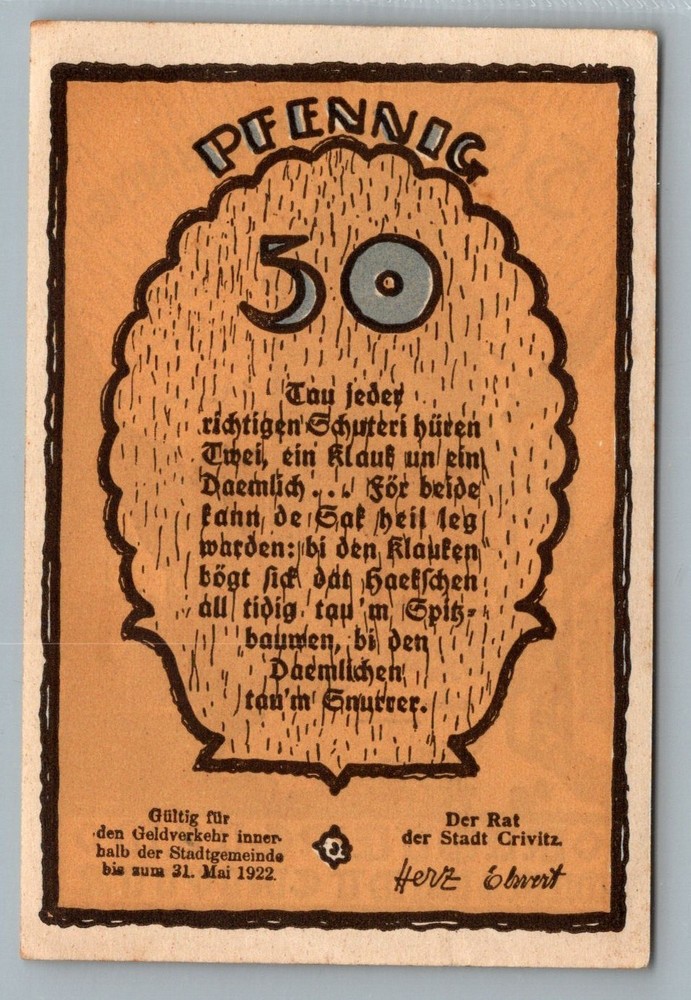 PFENNIG
50
Tau jeder
richtigen Schuteri hüren
Twei, ein Klauk un ein
Daemlich... För beide
kann de Sak heil leg
warden: bi den Klauken
bögt sick dat Haekschen
all tidig tau'm Spitz-
bauwen, bi den
Daemlichen
tau'm Snurrer.
Gültig für
den Geldverkehr inner-
halb der Stadtgemeinde
bis zum 31. Mai 1922.
Der Rat
der Stadt Crivitz.
Herz